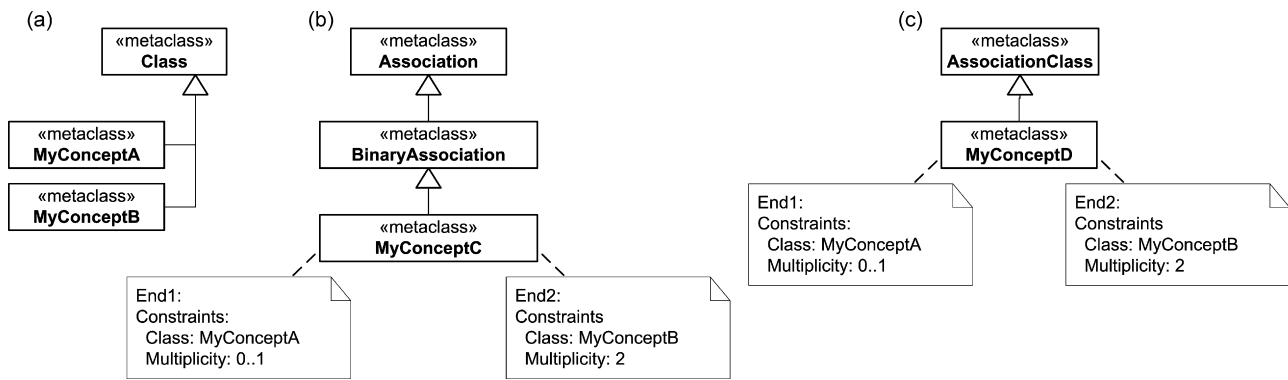 (a)
«metaclass»
Class
«metaclass»
MyConceptA
«metaclass»
MyConceptB
(b)
«metaclass»
Association
«metaclass»
BinaryAssociation
«metaclass»
MyConceptC
End1:
Constraints:
Class: MyConceptA
Multiplicity: 0..1
End2:
Constraints
Class: MyConceptB
Multiplicity: 2
(c)
«metaclass»
AssociationClass
«metaclass»
MyConceptD
End1:
Constraints:
Class: MyConceptA
Multiplicity: 0..1
End2:
Constraints
Class: MyConceptB
Multiplicity: 2